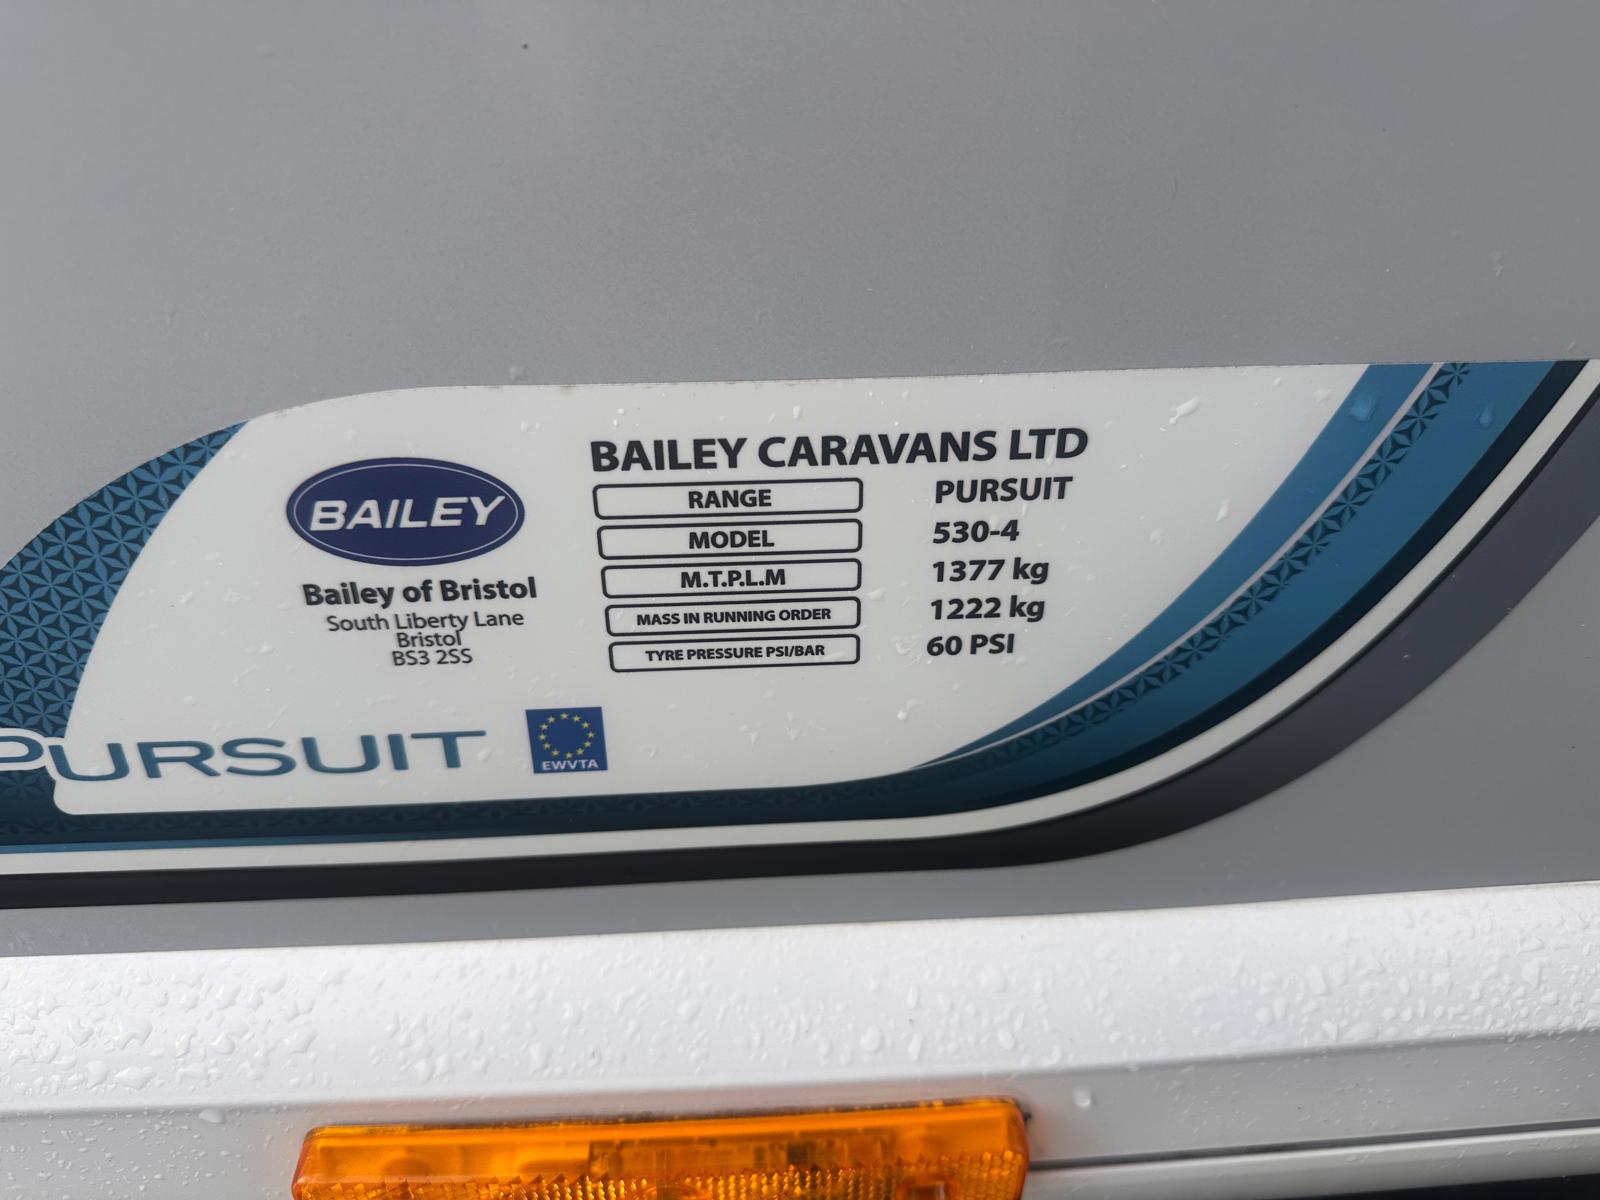 BAILEY
Bailey of Bristol
South Liberty Lane
Bristol
BS3 2SS
BAILEY CARAVANS LTD
RANGE PURSUIT
MODEL 530-4
M.T.P.L.M 1377 kg
MASS IN RUNNING ORDER 1222 kg
TYRE PRESSURE PSI/BAR 60 PSI
PURSUIT
EWVTA